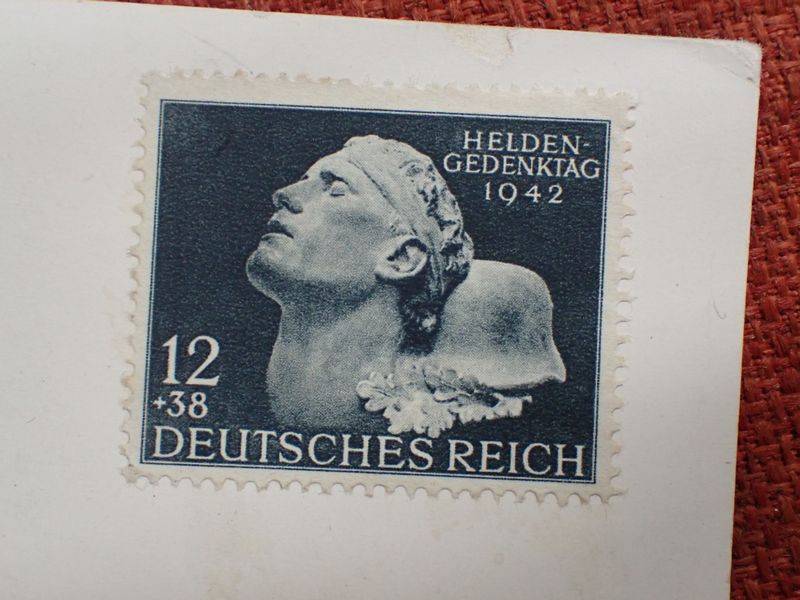 HELDEN-
GEDENKTAG
1942
12
+38
DEUTSCHES REICH